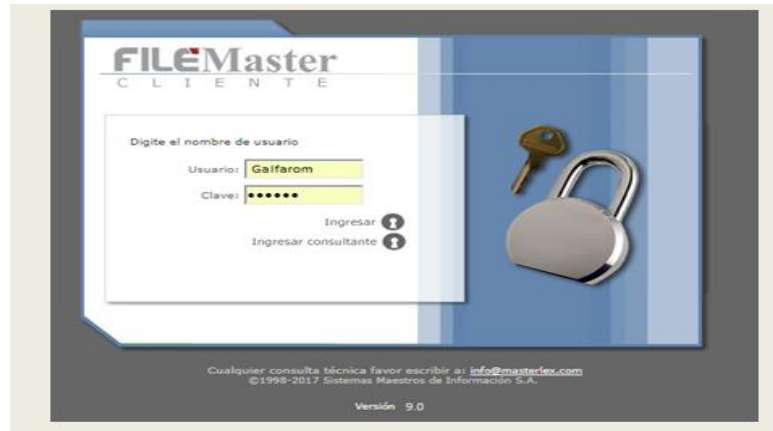 FILEMaster
CLIENTE
Digite el nombre de usuario
Usuario: Galfarom
Clave: ••••••
Ingresar
Ingresar consultante
Cualquier consulta técnica favor escribir a: info@masterlex.com
©1998-2017 Sistemas Maestros de Información S.A.
Versión 9.0